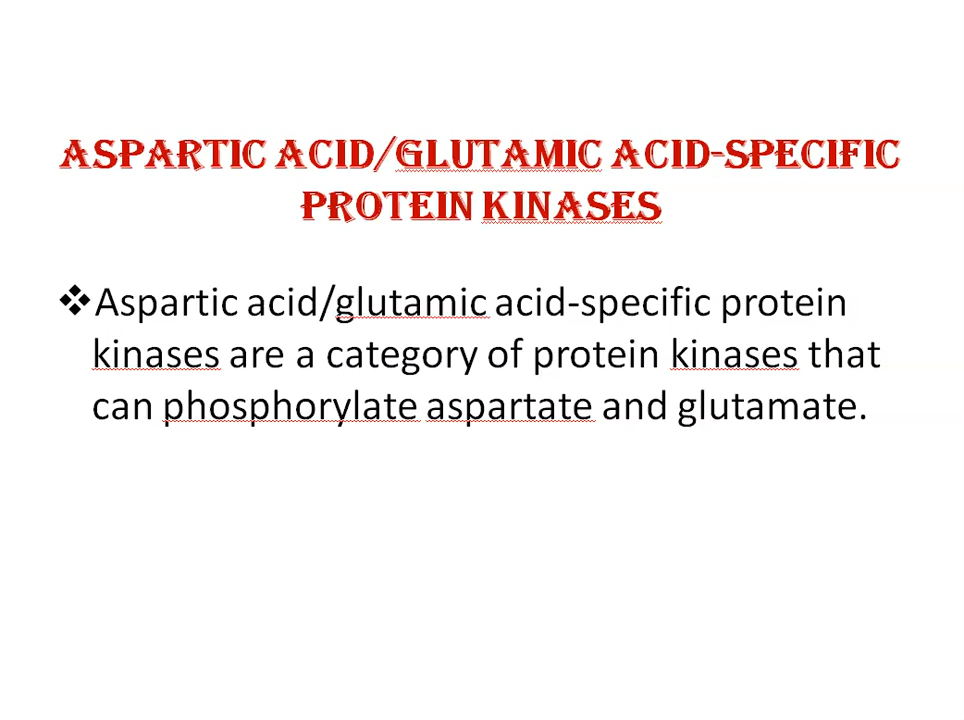 ASPARTIC ACID/GLUTAMIC ACID-SPECIFIC
PROTEIN KINASES
❖Aspartic acid/glutamic acid-specific protein
kinases are a category of protein kinases that
can phosphorylate aspartate and glutamate.